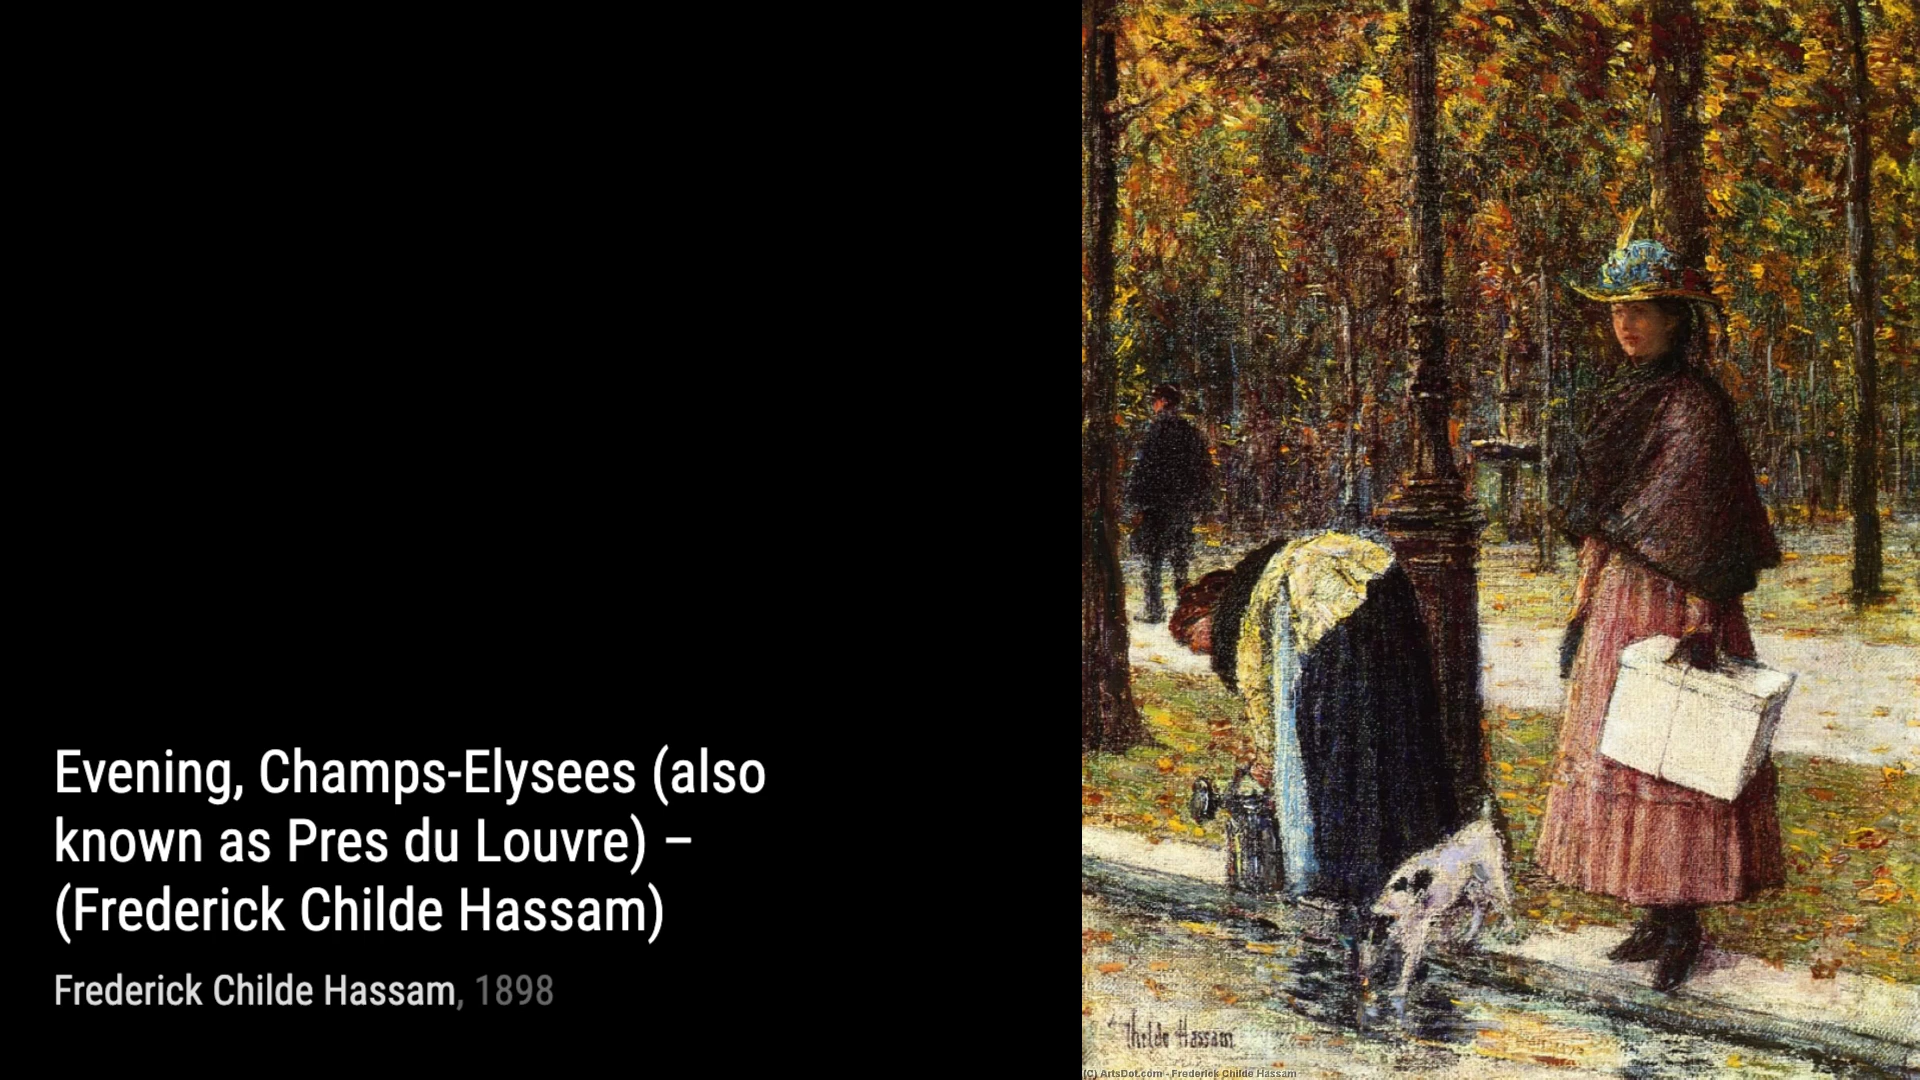 Evening, Champs-Elysees (also
known as Pres du Louvre) –
(Frederick Childe Hassam)
Frederick Childe Hassam, 1898
Childe Hassam
(C) ArtsDot.com - Frederick Childe Hassam